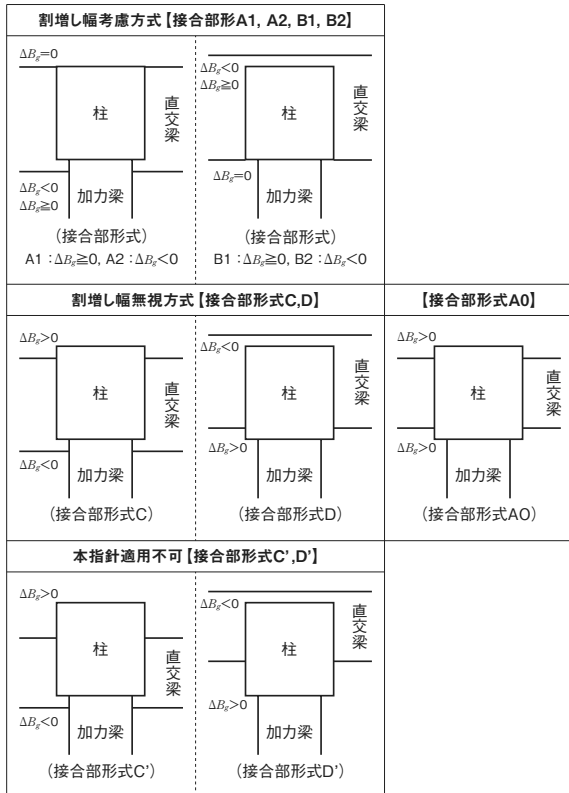 割増し幅考慮方式【接合部形A1, A2, B1, B2】
ΔBg=0
柱
直交梁
ΔBg<0
ΔBg≧0
加力梁
(接合部形式)
A1：ΔBg≧0, A2：ΔBg<0
ΔBg<0
ΔBg≧0
柱
直交梁
ΔBg=0
加力梁
(接合部形式)
B1：ΔBg≧0, B2：ΔBg<0
割増し幅無視方式【接合部形式C,D】
ΔBg>0
柱
直交梁
ΔBg<0
加力梁
(接合部形式C)
ΔBg<0
柱
直交梁
ΔBg>0
加力梁
(接合部形式D)
【接合部形式A0】
ΔBg>0
柱
直交梁
ΔBg>0
加力梁
(接合部形式AO)
本指針適用不可【接合部形式C',D'】
ΔBg>0
柱
直交梁
ΔBg<0
加力梁
(接合部形式C')
ΔBg<0
柱
直交梁
ΔBg>0
加力梁
(接合部形式D')